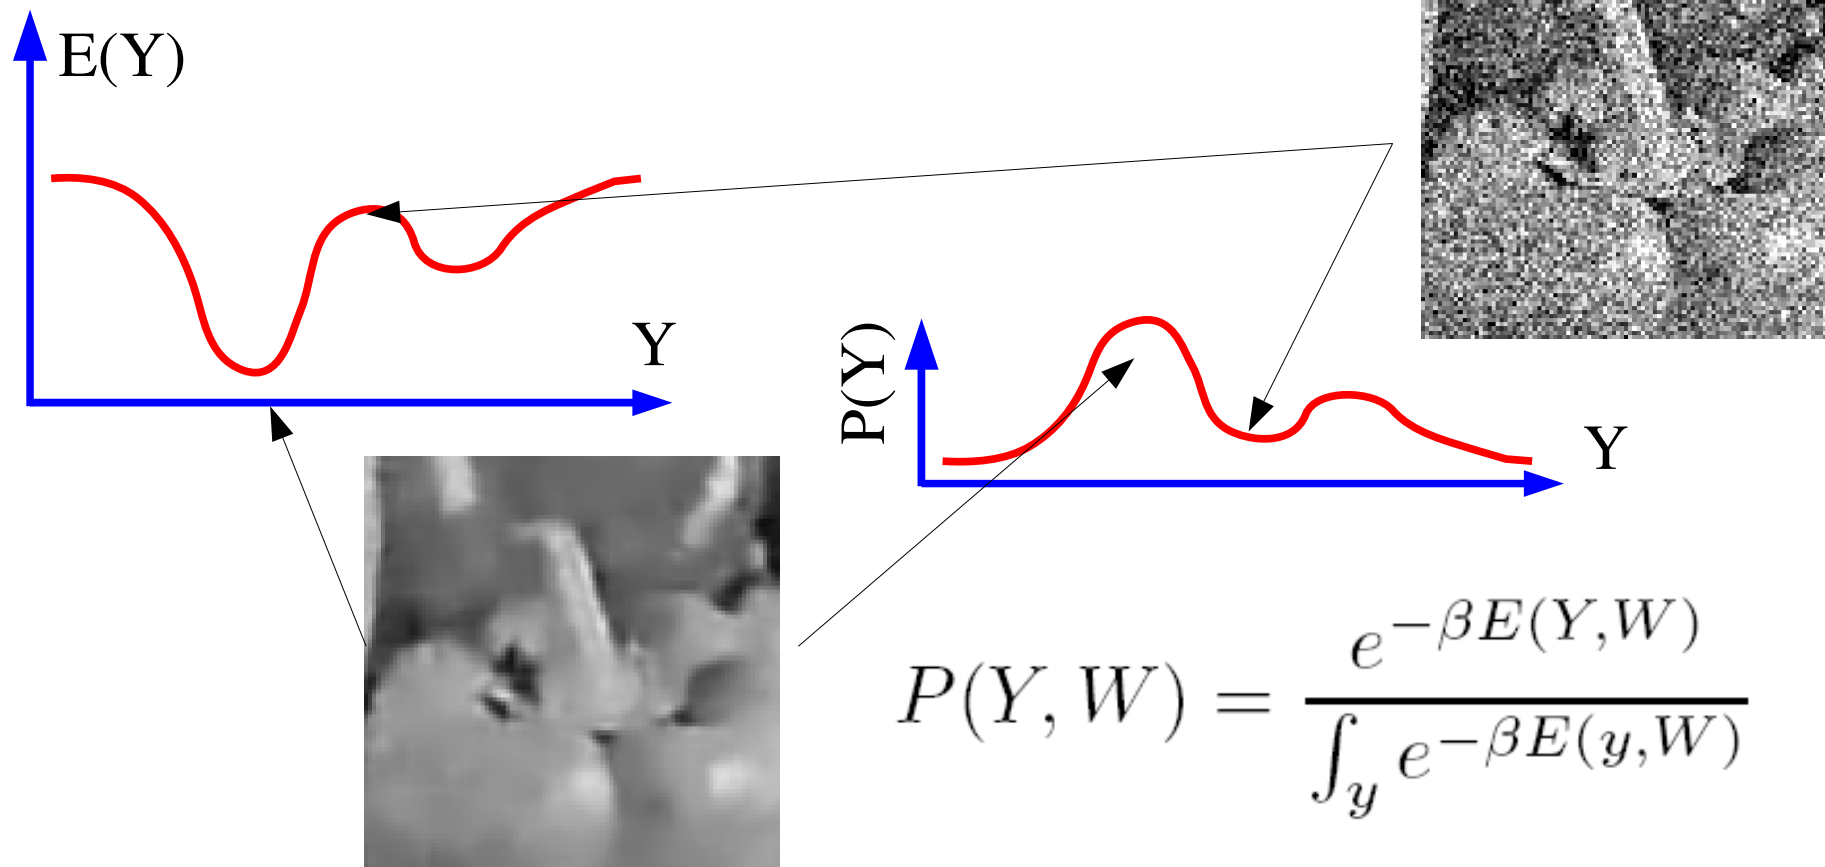 E(Y)
Y
P(Y)
Y
P(Y, W) = e^{-βE(Y,W)} / ∫_y e^{-βE(y,W)}